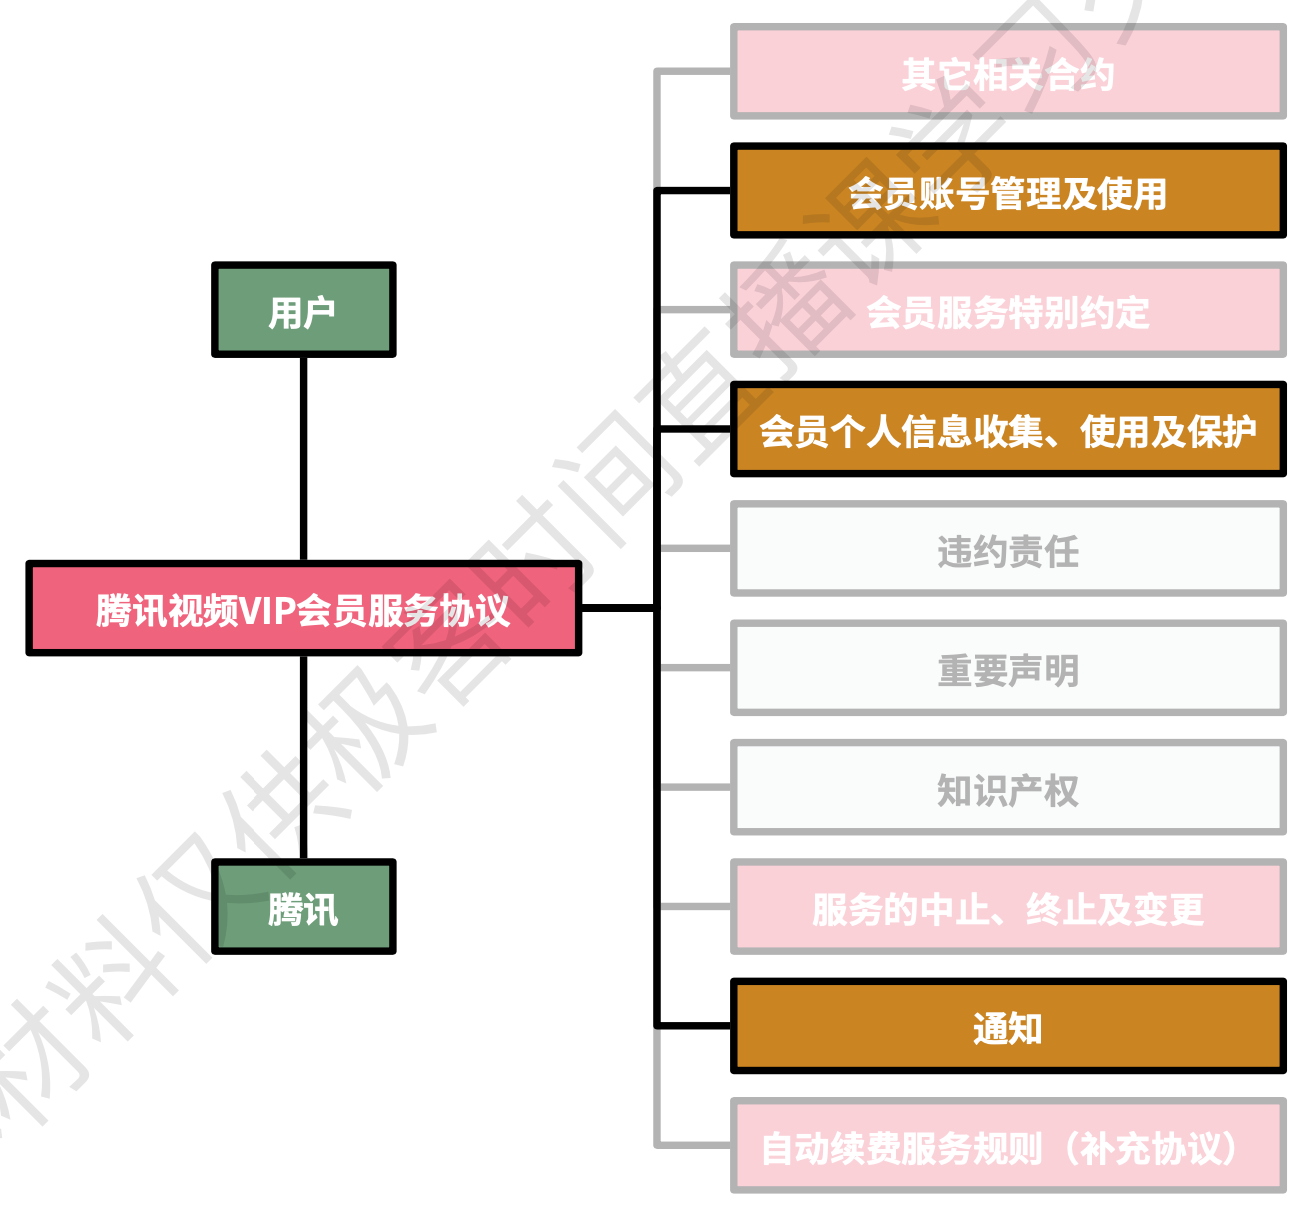 其它相关合约
会员账号管理及使用
用户
会员服务特别约定
会员个人信息收集、使用及保护
违约责任
腾讯视频VIP会员服务协议
重要声明
知识产权
腾讯
服务的中止、终止及变更
通知
自动续费服务规则（补充协议）
材料仅供极客时间直播课学习